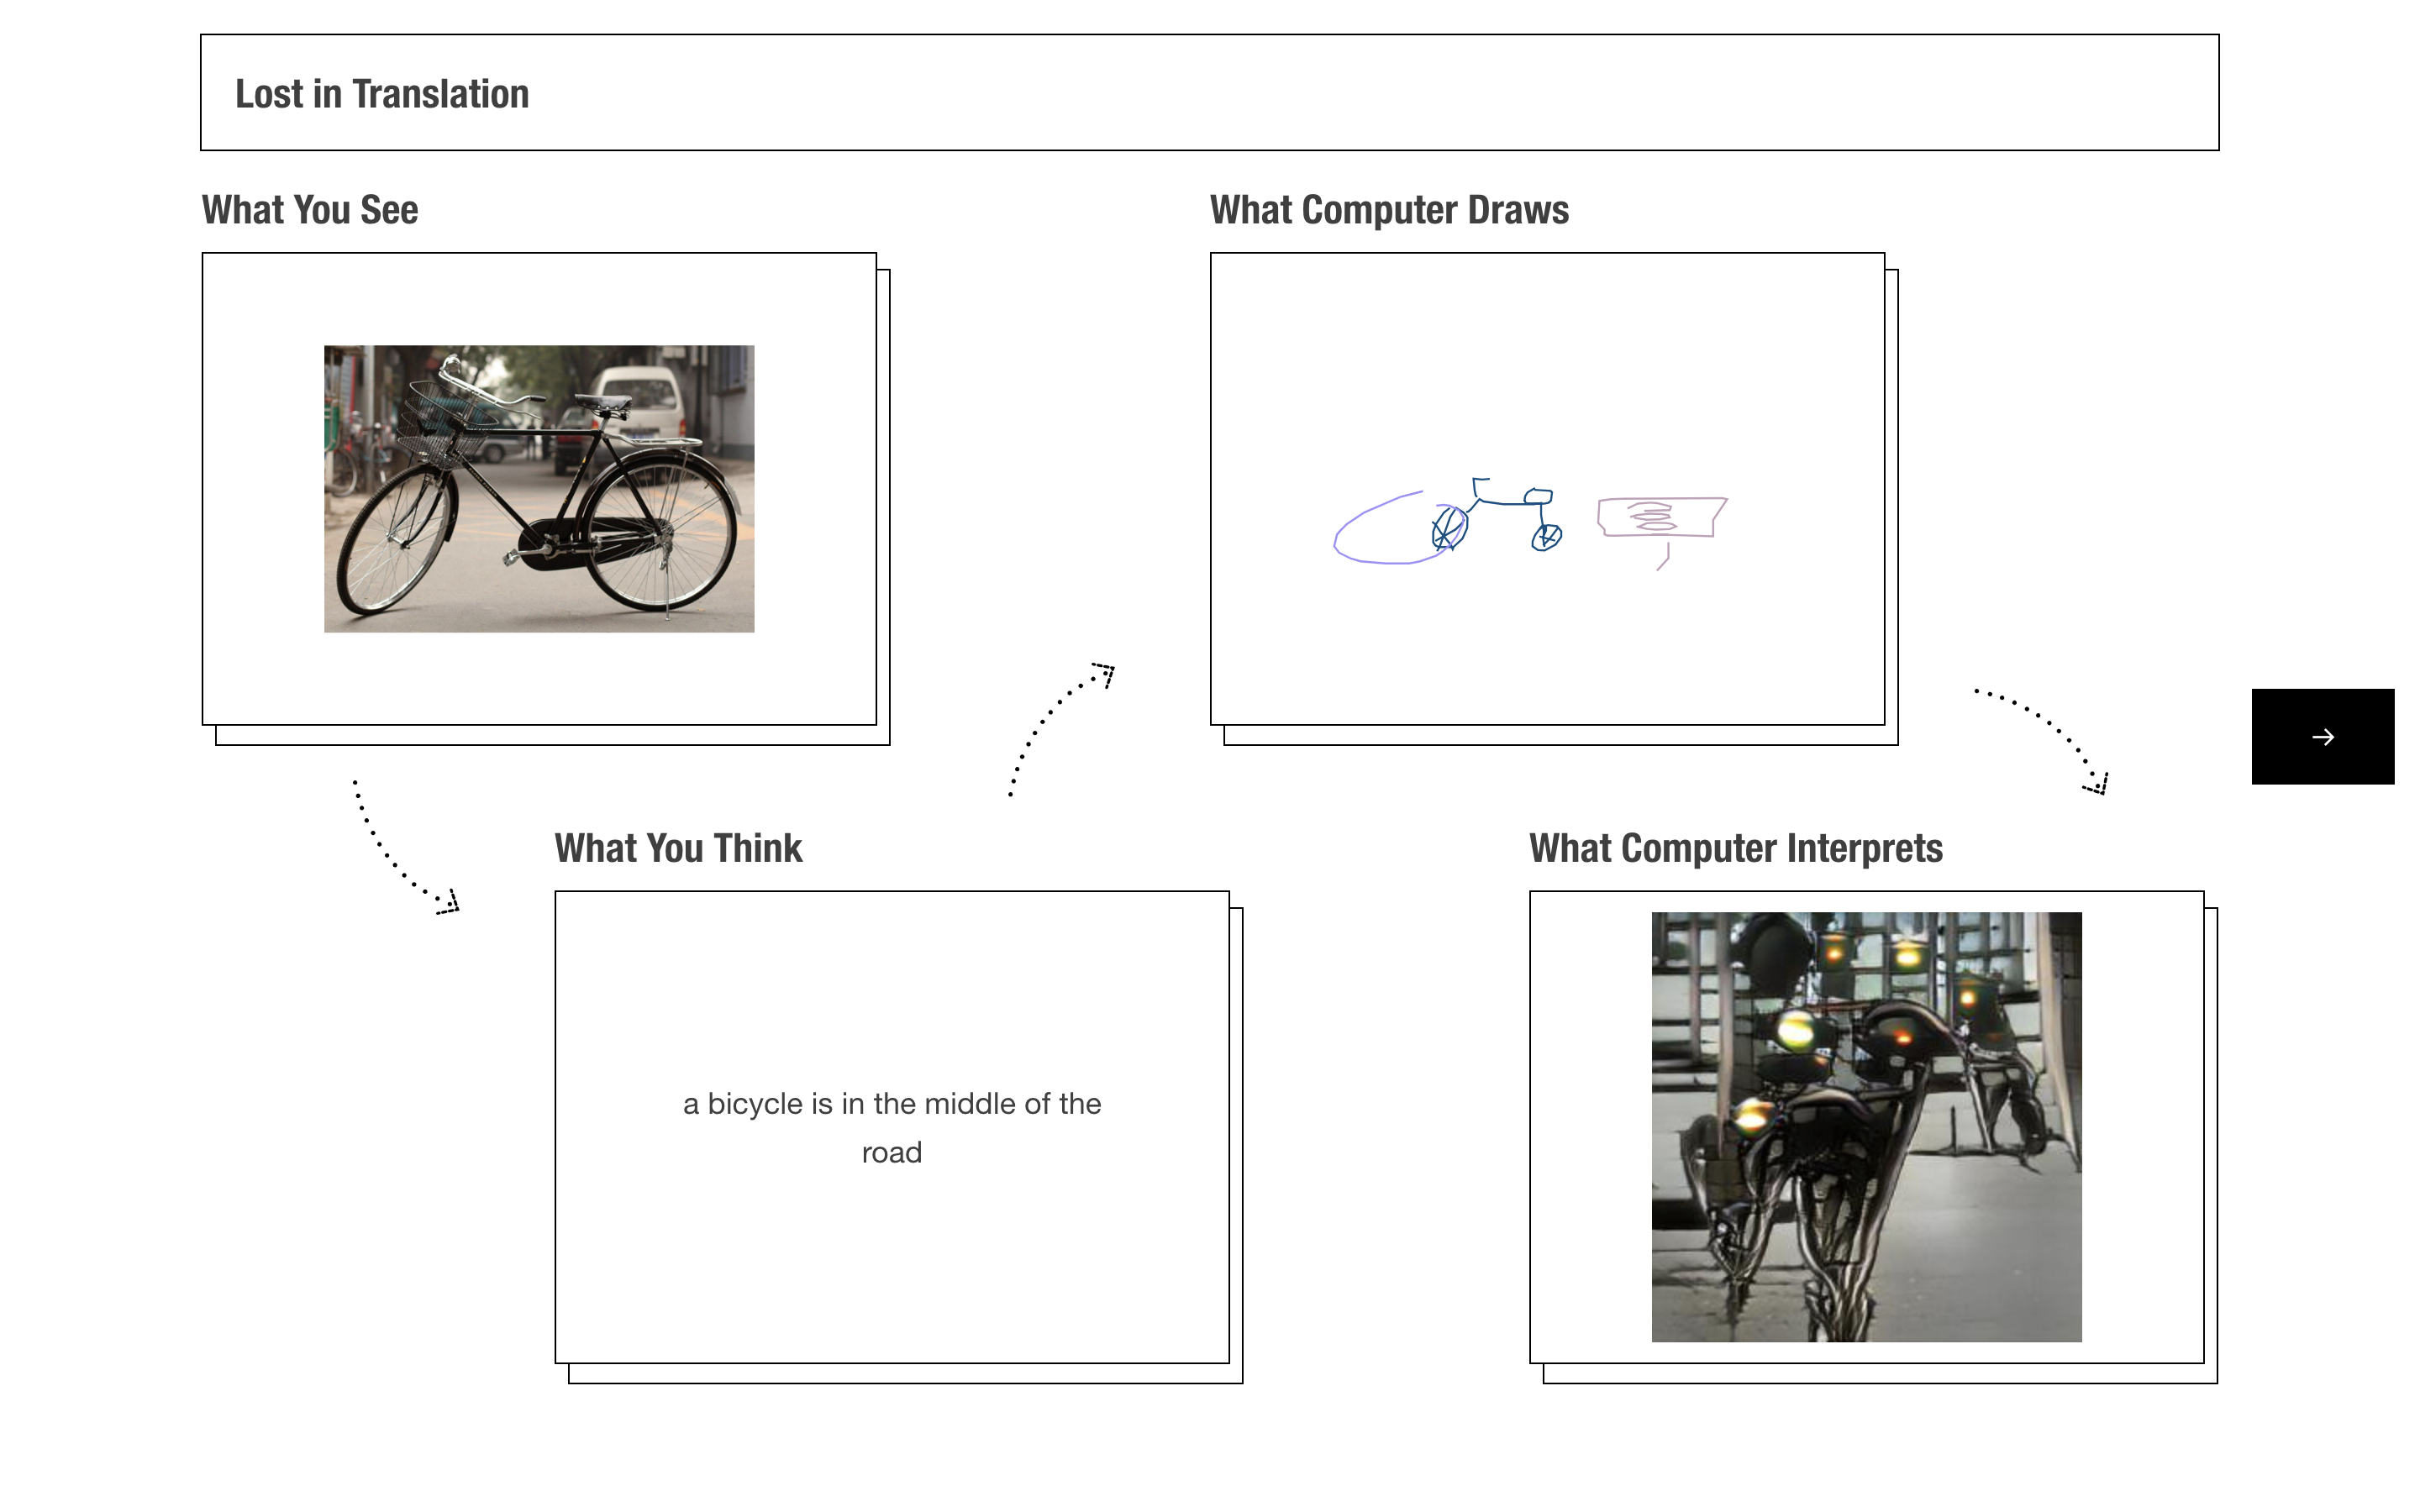 Lost in Translation
What You See
What Computer Draws
What You Think
a bicycle is in the middle of the
road
What Computer Interprets